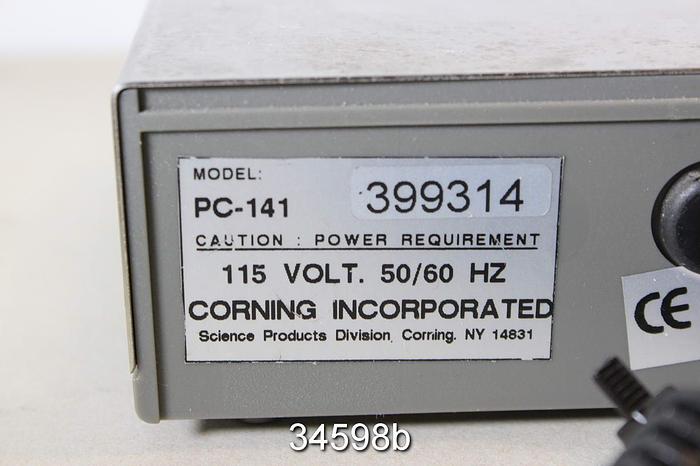 MODEL:
PC-141
399314
CAUTION : POWER REQUIREMENT
115 VOLT. 50/60 HZ
CORNING INCORPORATED
Science Products Division, Corning, NY 14831
CE
34598b